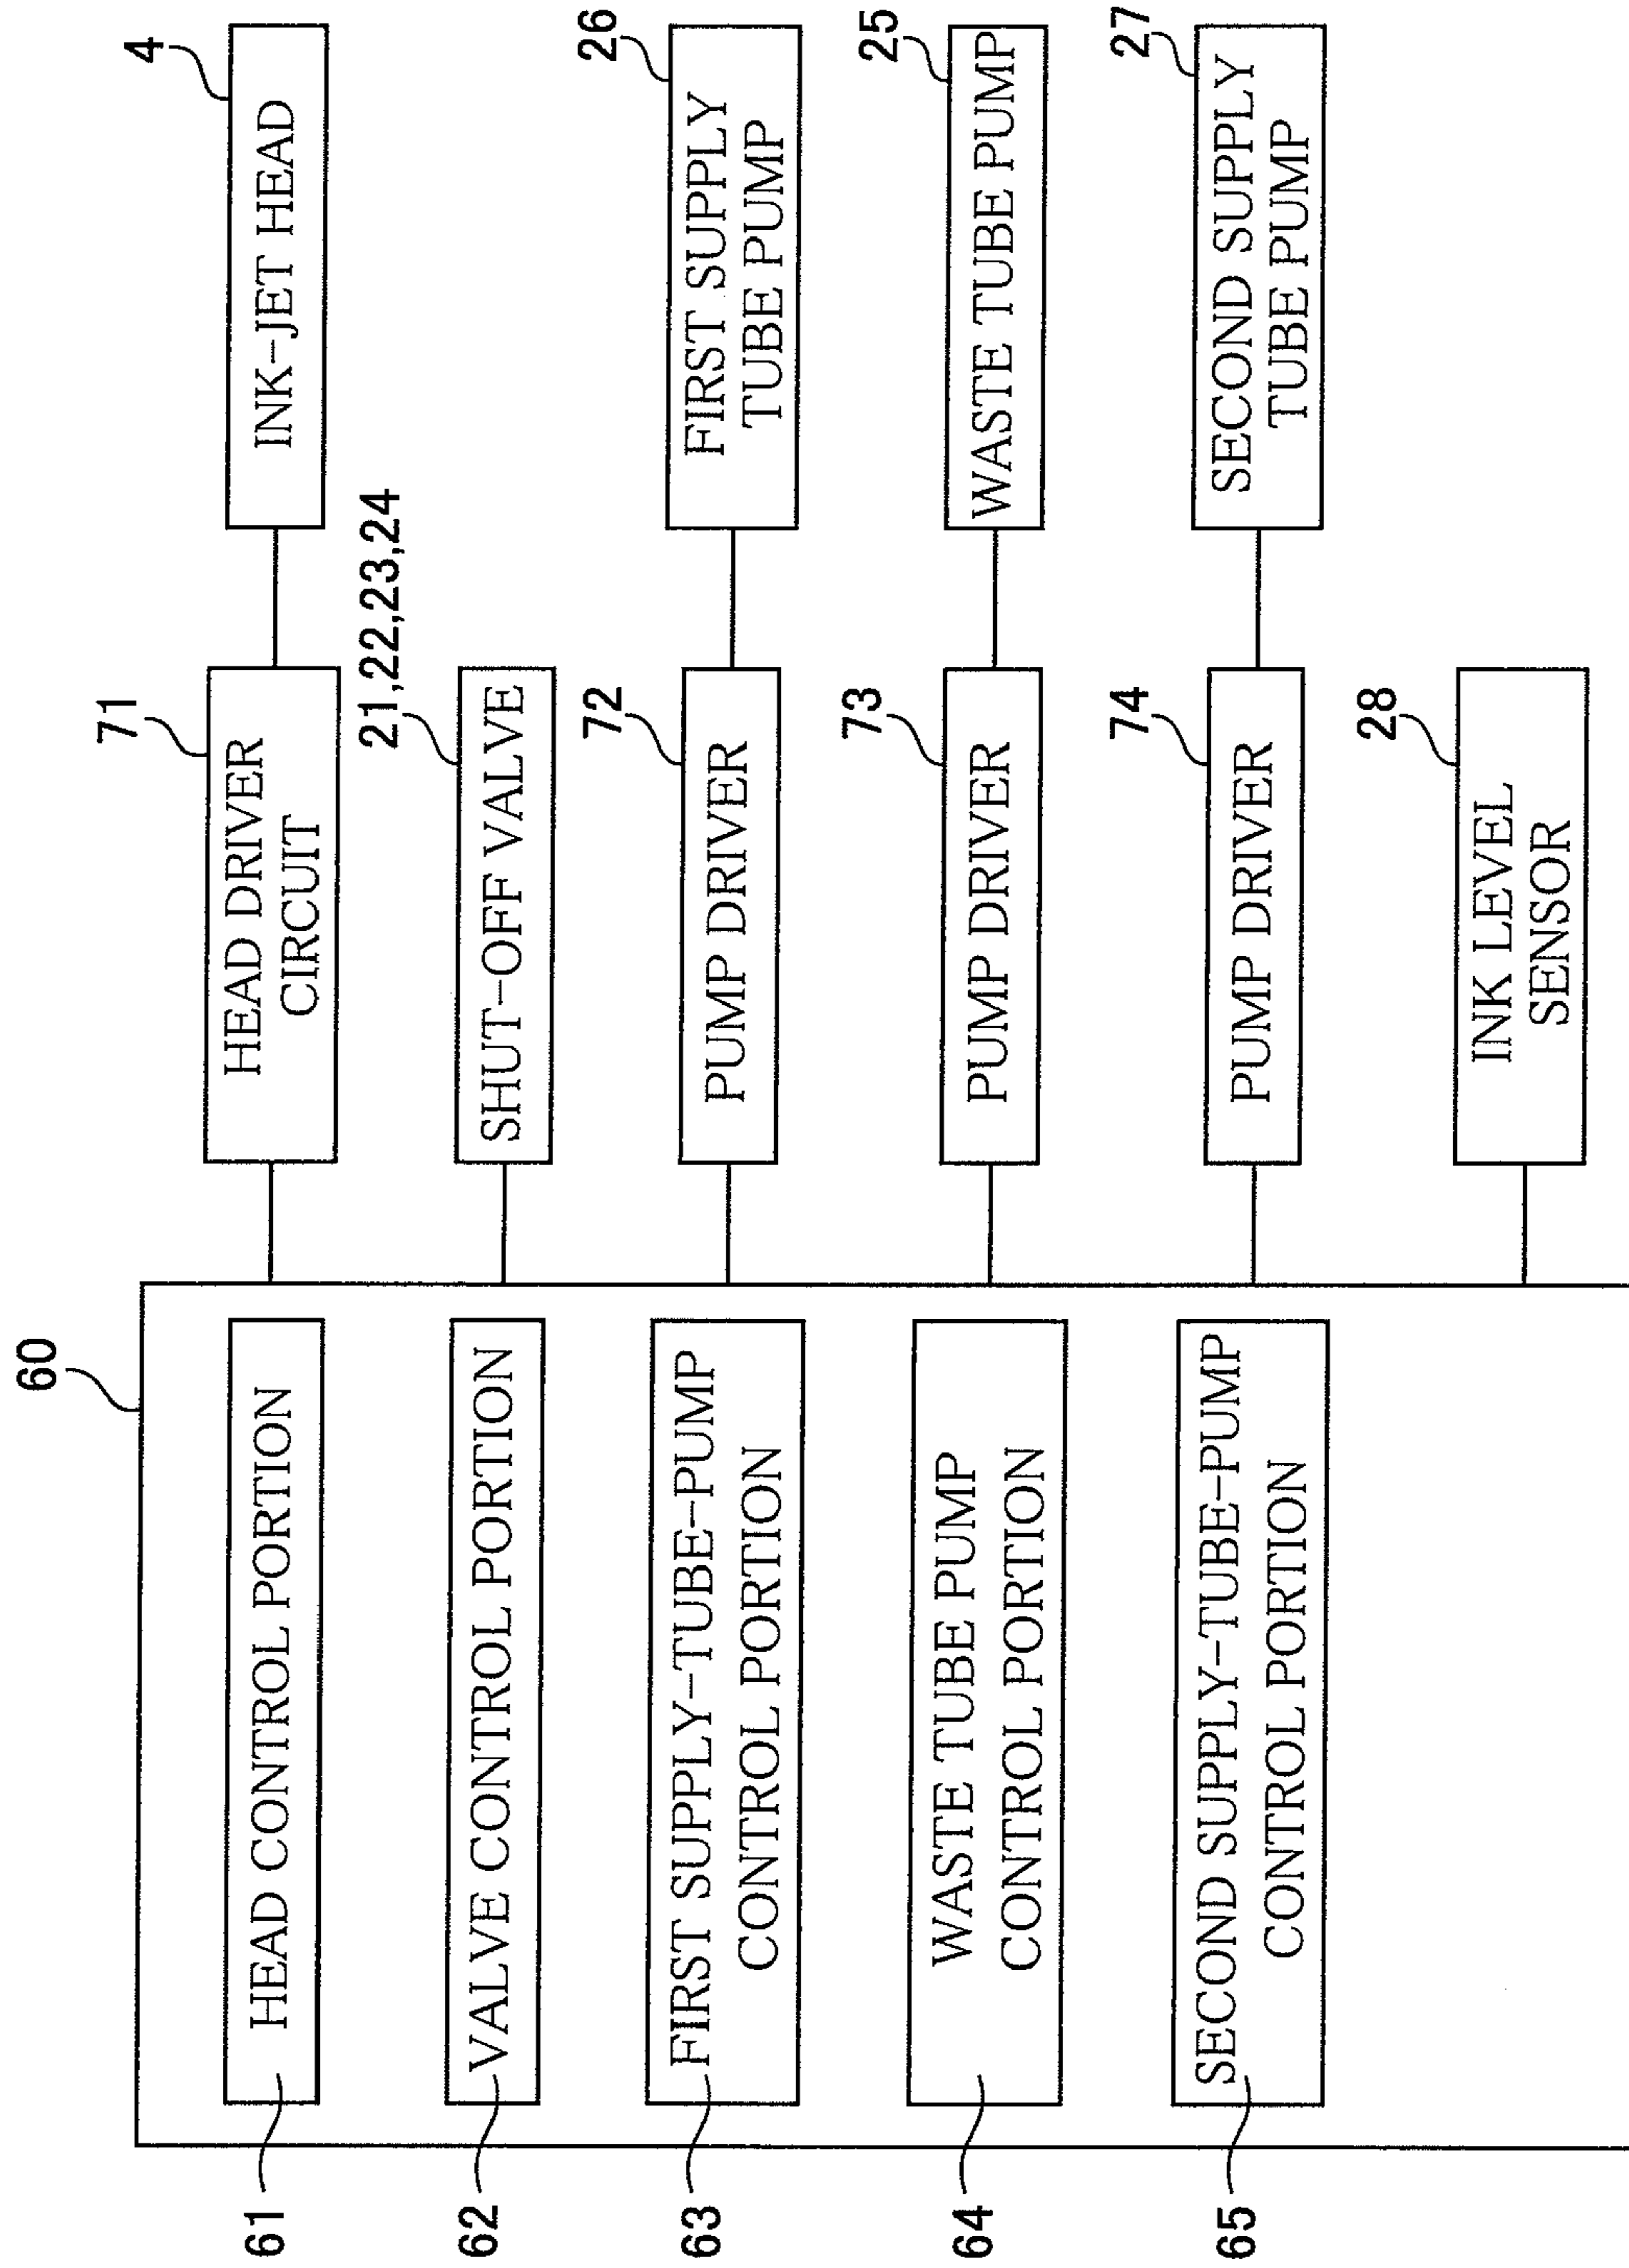 60
61
HEAD CONTROL PORTION
71
HEAD DRIVER
CIRCUIT
4
INK-JET HEAD
62
VALVE CONTROL PORTION
21,22,23,24
SHUT-OFF VALVE
63
FIRST SUPPLY-TUBE-PUMP
CONTROL PORTION
72
PUMP DRIVER
26
FIRST SUPPLY
TUBE PUMP
64
WASTE TUBE PUMP
CONTROL PORTION
73
PUMP DRIVER
25
WASTE TUBE PUMP
65
SECOND SUPPLY-TUBE-PUMP
CONTROL PORTION
74
PUMP DRIVER
27
SECOND SUPPLY
TUBE PUMP
28
INK LEVEL
SENSOR